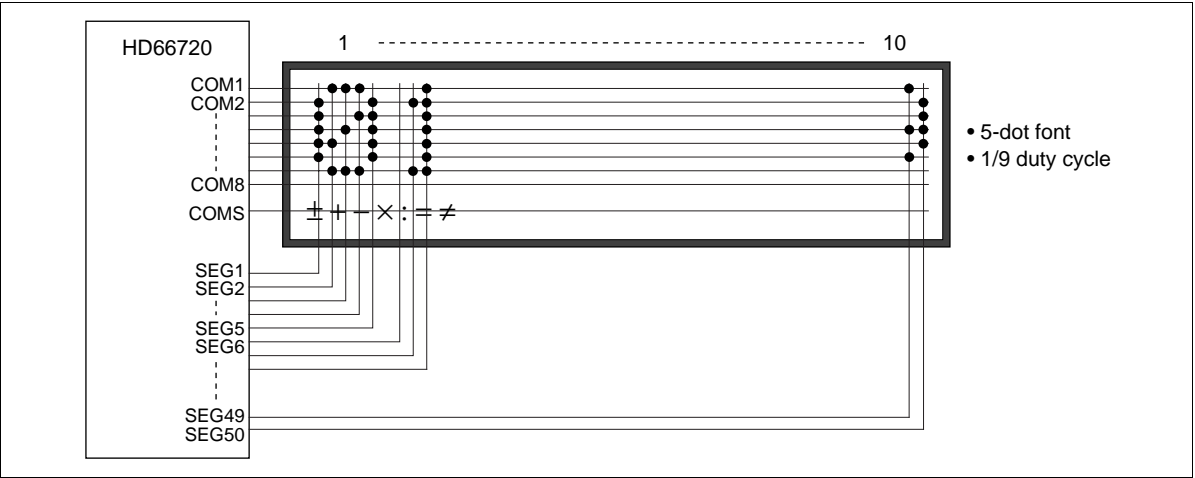 HD66720
1 10
COM1
COM2
COM8
COMS
± + − × : = ≠
SEG1
SEG2
SEG5
SEG6
SEG49
SEG50
• 5-dot font
• 1/9 duty cycle